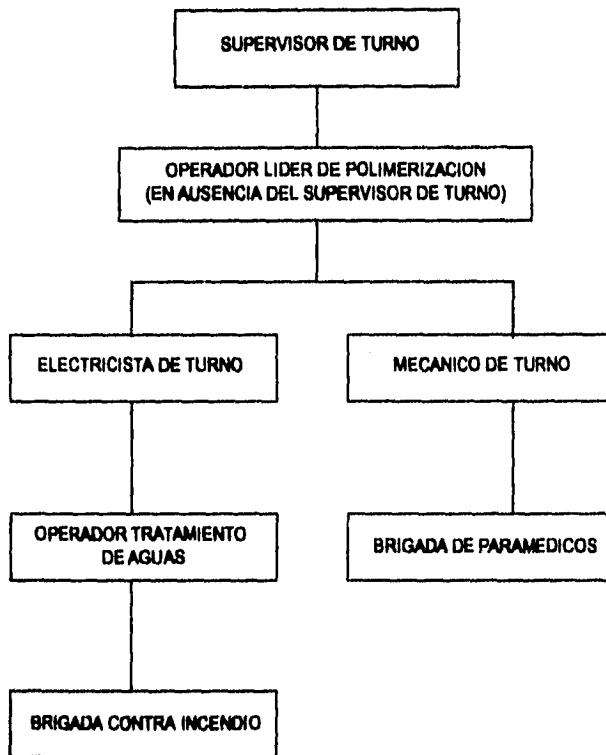 SUPERVISOR DE TURNO
OPERADOR LIDER DE POLIMERIZACION
(EN AUSENCIA DEL SUPERVISOR DE TURNO)
ELECTRICISTA DE TURNO
MECANICO DE TURNO
OPERADOR TRATAMIENTO
DE AGUAS
BRIGADA DE PARAMEDICOS
BRIGADA CONTRA INCENDIO